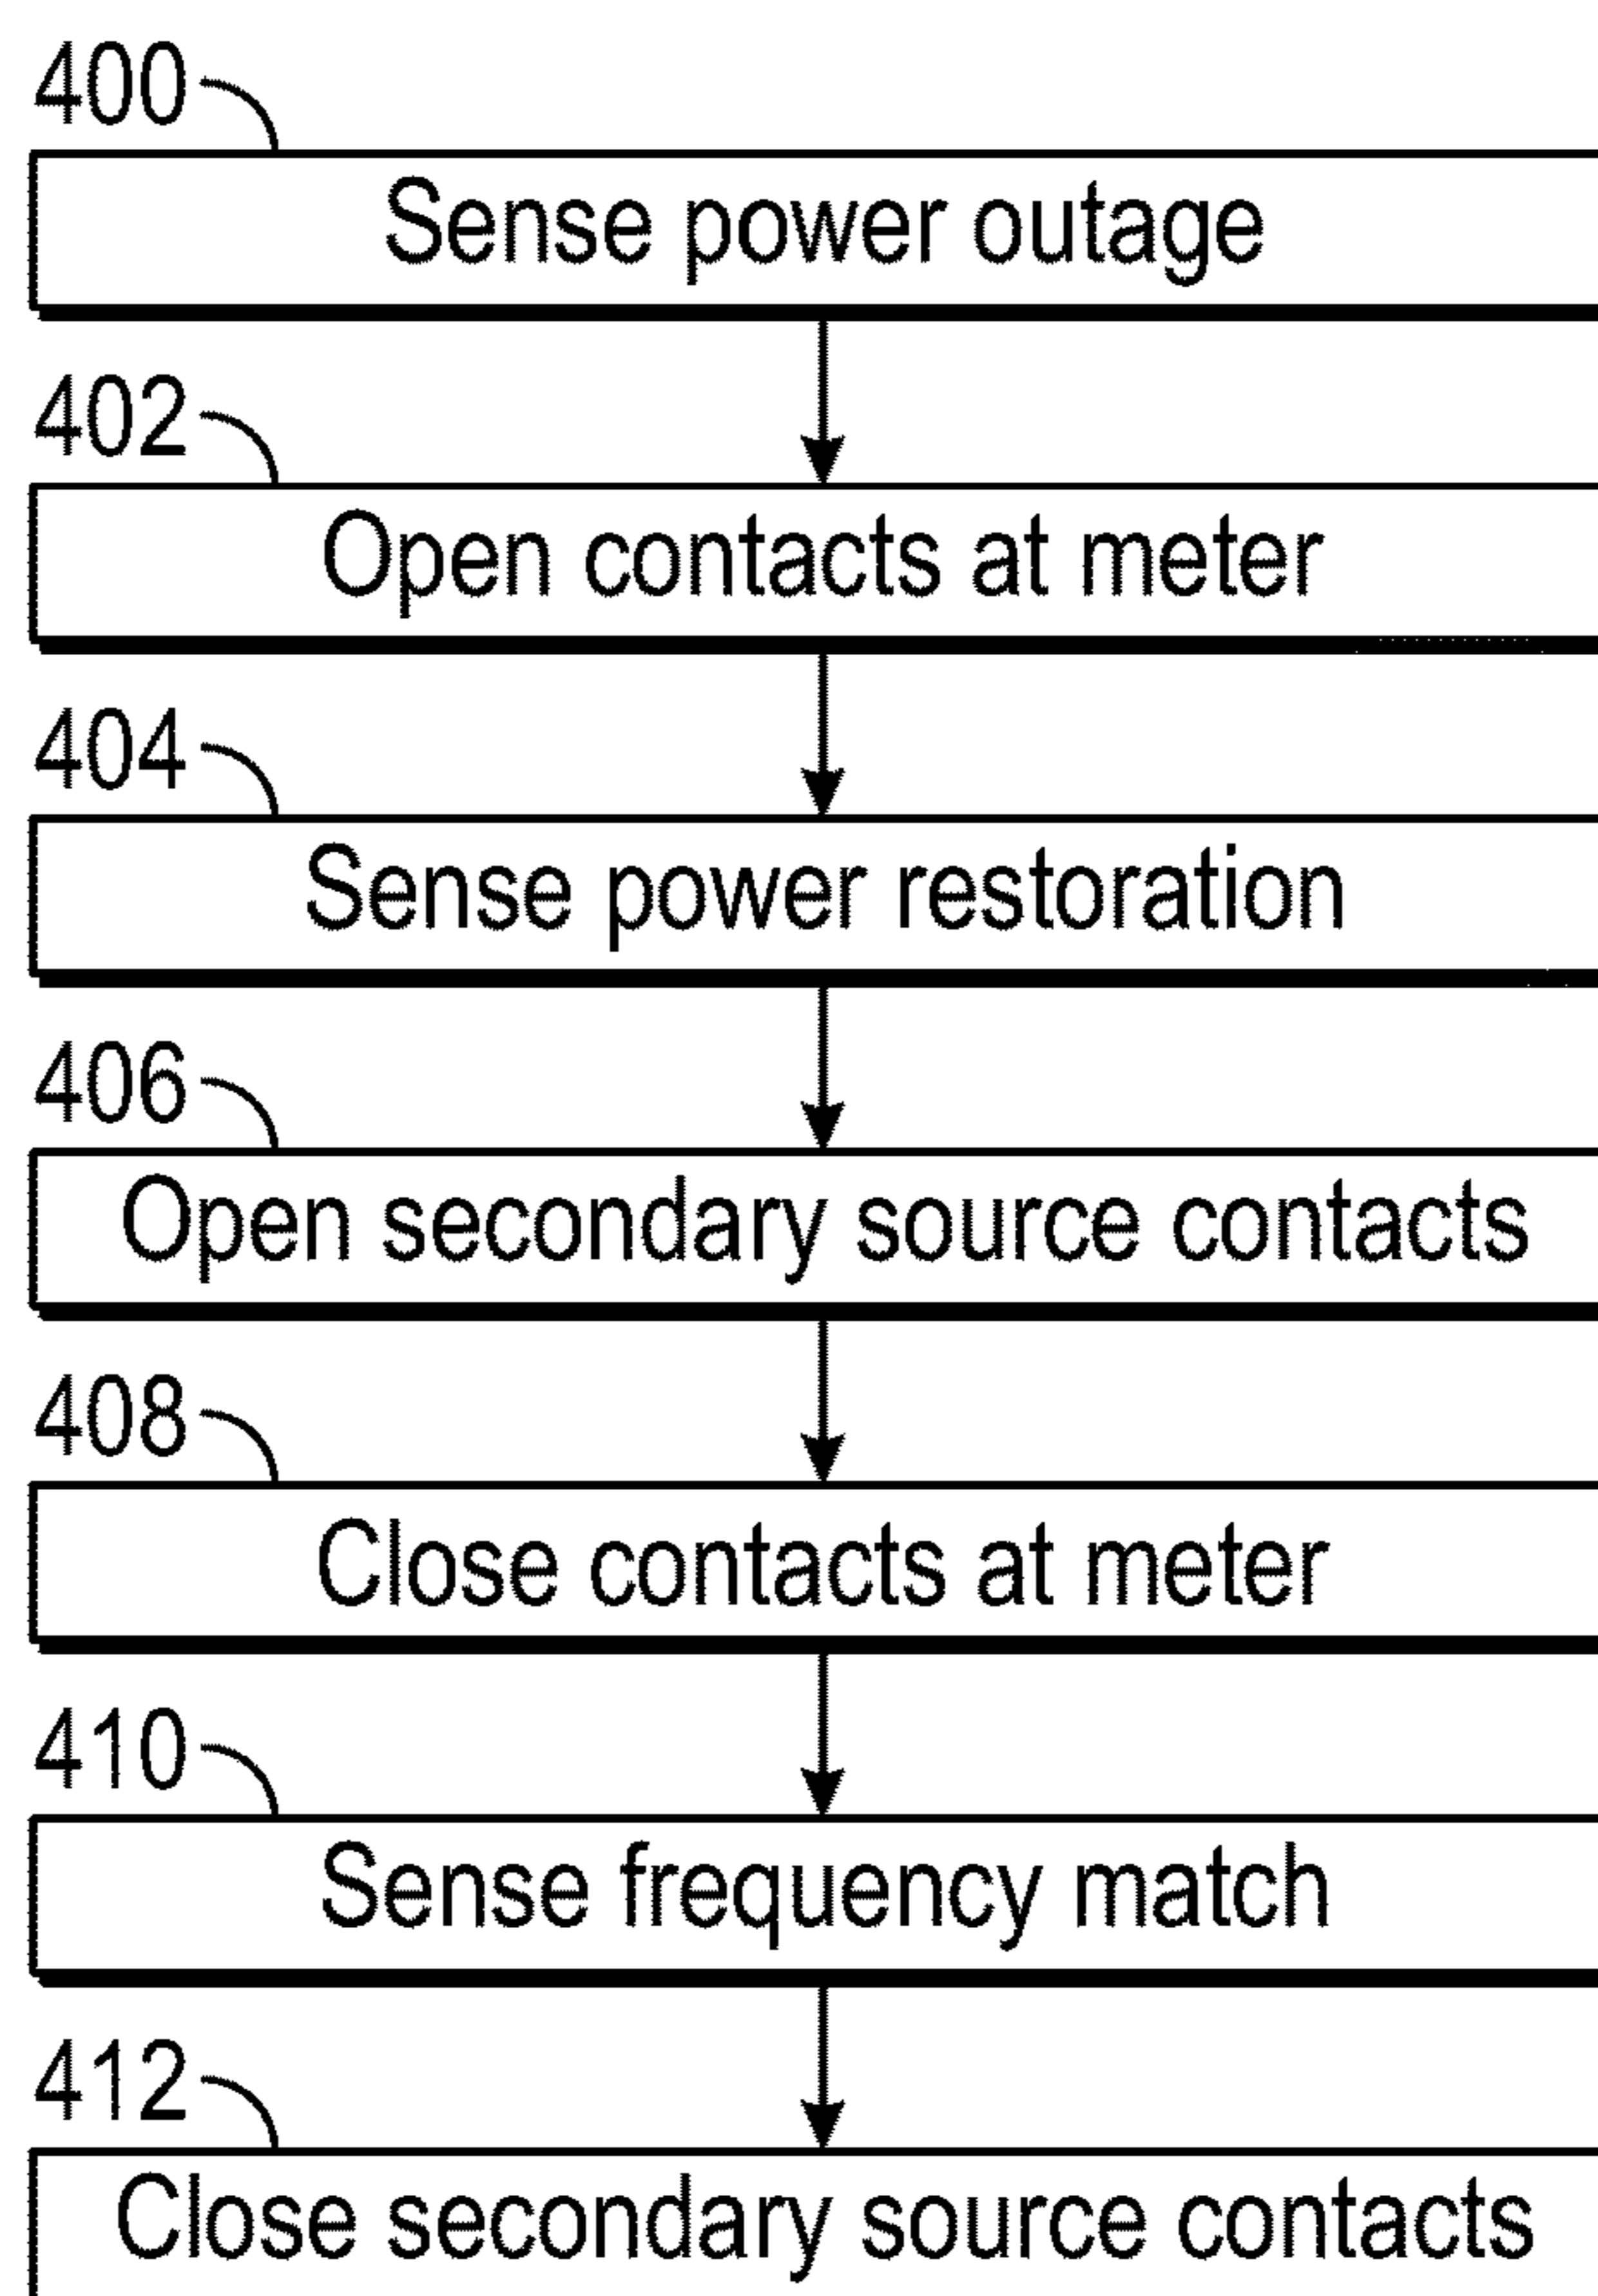 400
Sense power outage
402
Open contacts at meter
404
Sense power restoration
406
Open secondary source contacts
408
Close contacts at meter
410
Sense frequency match
412
Close secondary source contacts